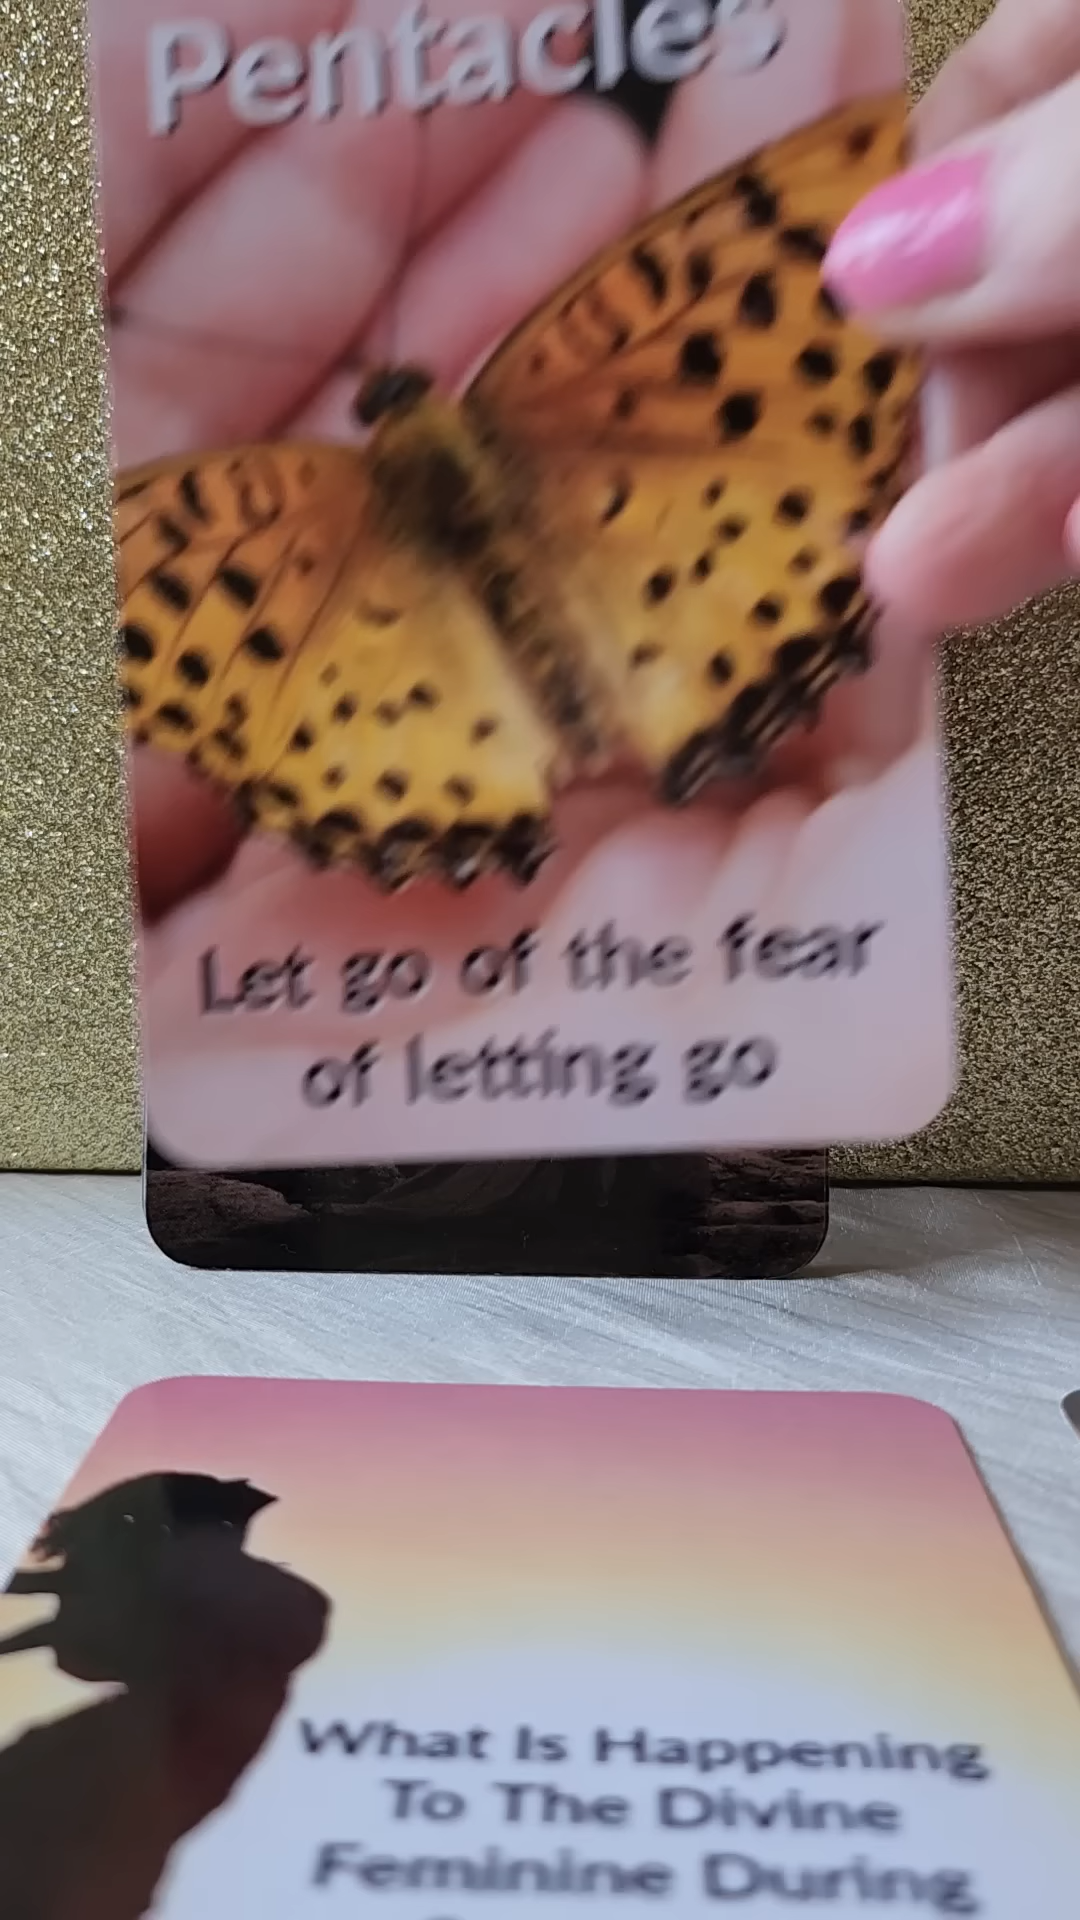 Pentacles
Let go of the fear
of letting go
What Is Happening
To The Divine
Feminine During